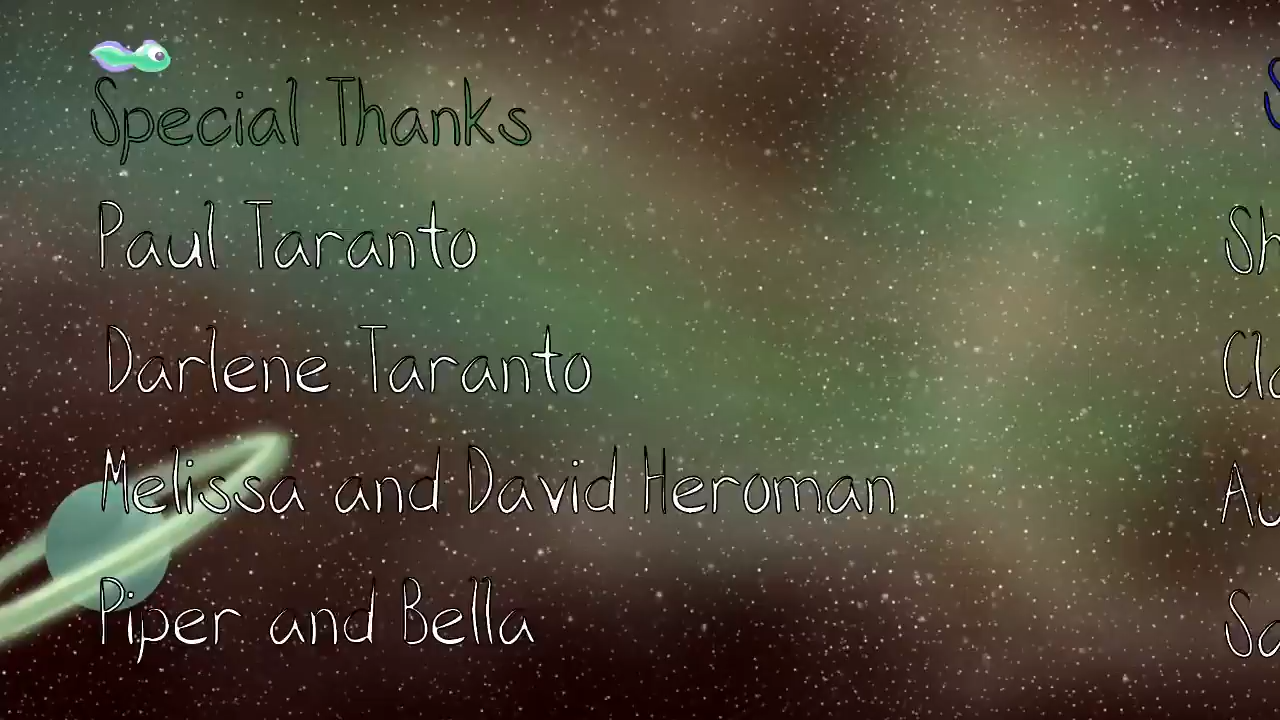 Special Thanks
Paul Taranto
Darlene Taranto
Melissa and David Heroman
Piper and Bella